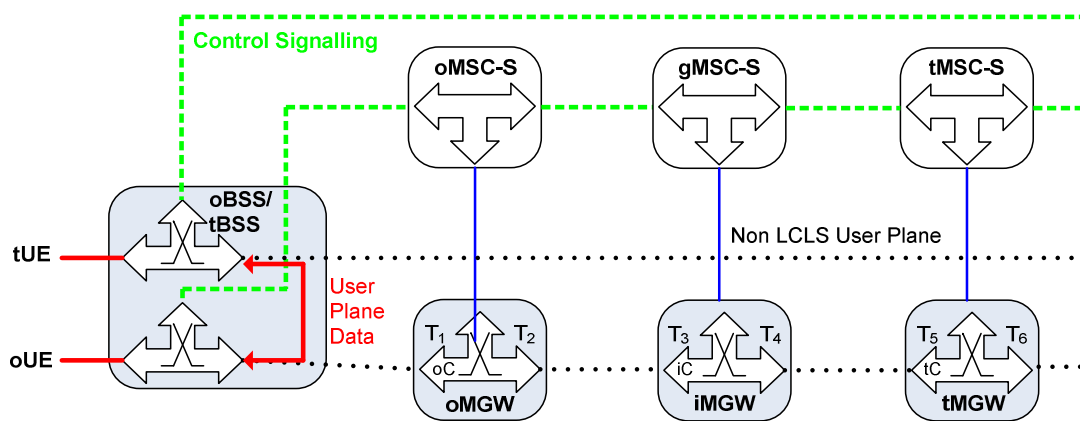 Control Signalling
oMSC-S
gMSC-S
tMSC-S
oBSS/
tBSS
Non LCLS User Plane
tUE
User
Plane
Data
oUE
T1
T2
T3
T4
T5
T6
oC
iC
tC
oMGW
iMGW
tMGW